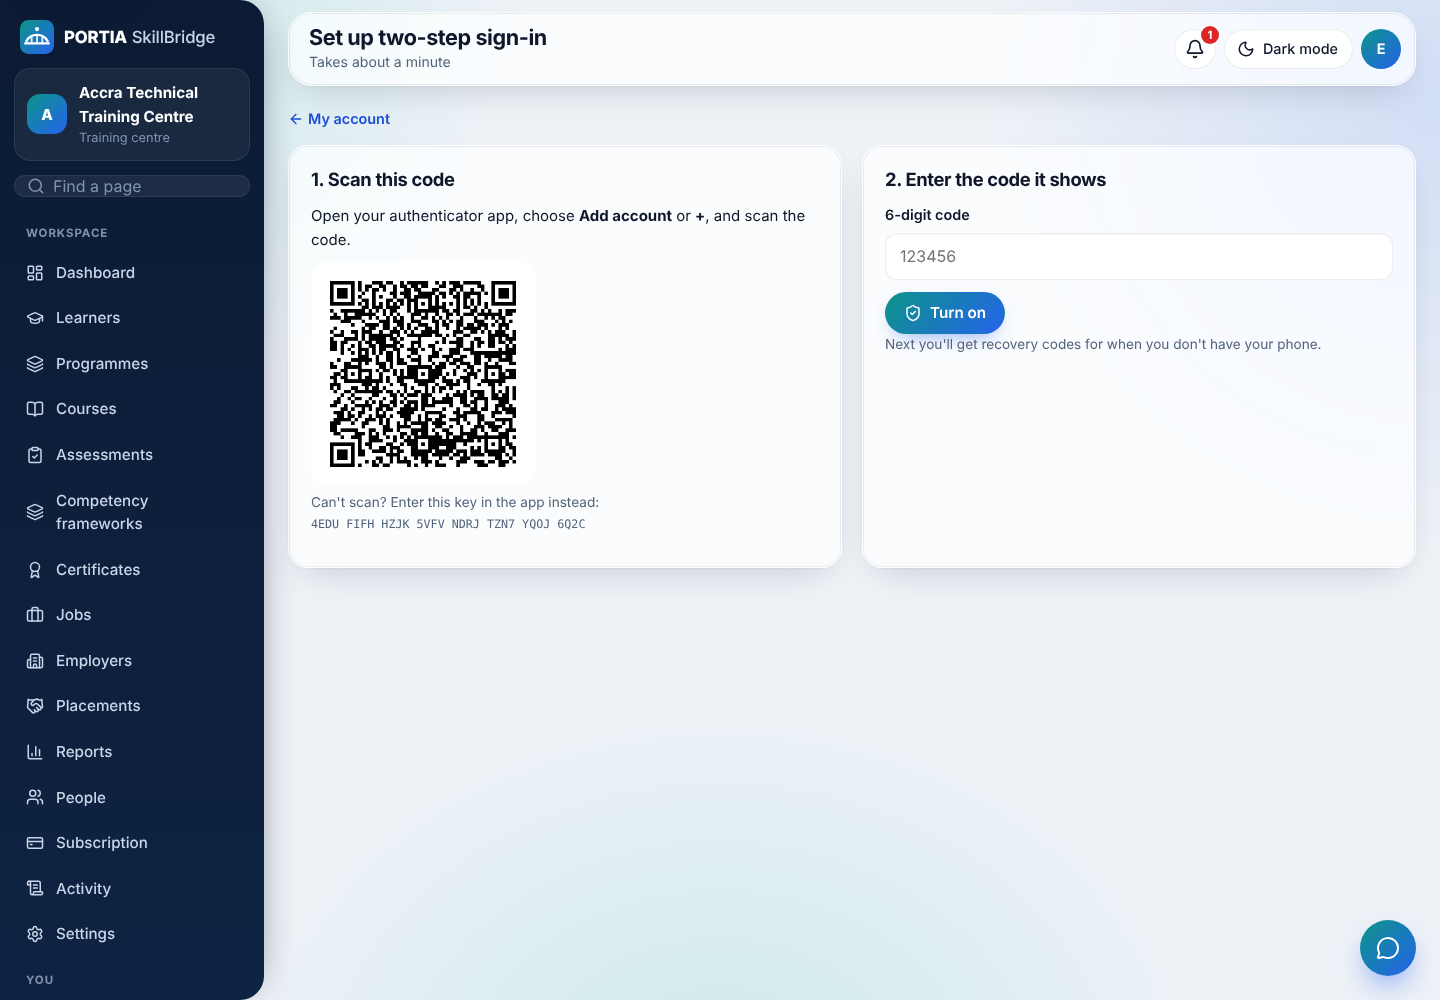 PORTIA SkillBridge
Accra Technical
Training Centre
Training centre
A
Find a page
WORKSPACE
Dashboard
Learners
Programmes
Courses
Assessments
Competency
frameworks
Certificates
Jobs
Employers
Placements
Reports
People
Subscription
Activity
Settings
YOU
Set up two-step sign-in
Takes about a minute
1
Dark mode
E
My account
1. Scan this code
Open your authenticator app, choose Add account or +, and scan the
code.
Can't scan? Enter this key in the app instead:
4EDU FIFH HZJK 5VFV NDRJ TZN7 YQOJ 6Q2C
2. Enter the code it shows
6-digit code
123456
Turn on
Next you'll get recovery codes for when you don't have your phone.